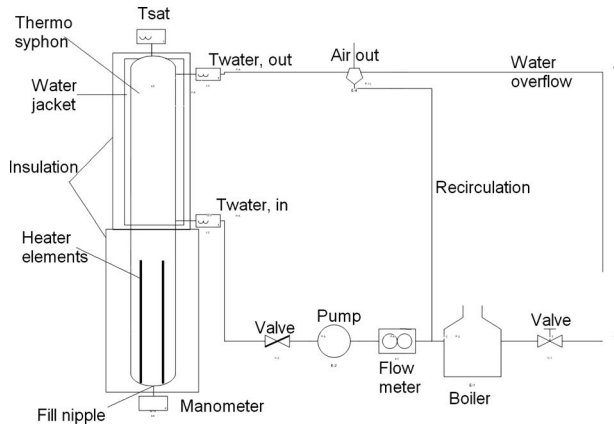 Thermo
syphon
Tsat
Twater, out
Air out
Water
overflow
Water
jacket
Insulation
Recirculation
Twater, in
Heater
elements
Valve
Pump
Flow
meter
Boiler
Valve
Fill nipple
Manometer